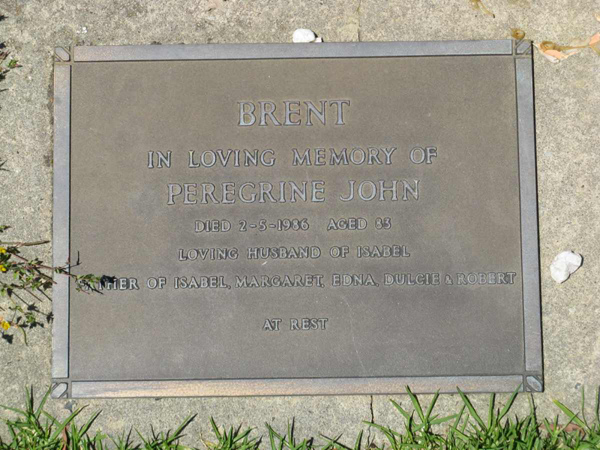 BRENT
IN LOVING MEMORY OF
PEREGRINE JOHN
DIED 2-5-1986 AGED 83
LOVING HUSBAND OF ISABEL
FATHER OF ISABEL, MARGARET, EDNA, DULCIE & ROBERT
AT REST